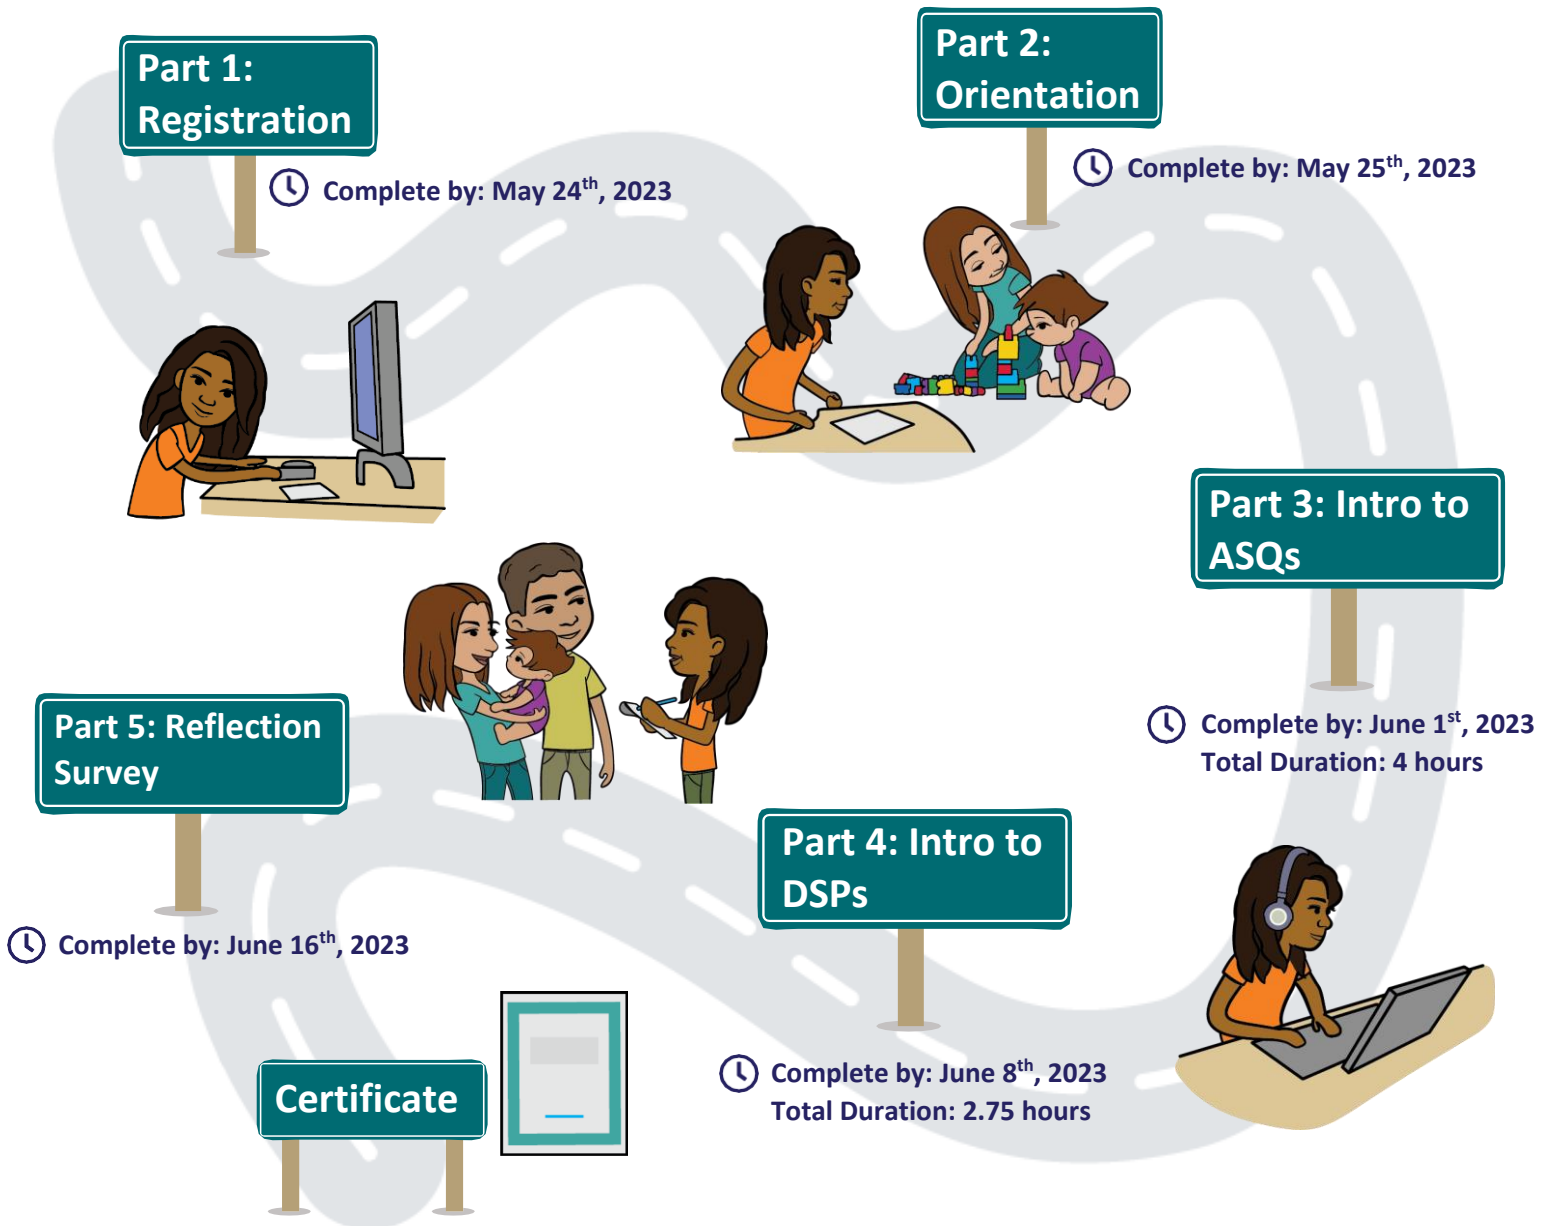 Part 1:
Registration
Complete by: May 24th, 2023
Part 2:
Orientation
Complete by: May 25th, 2023
Part 3: Intro to
ASQs
Complete by: June 1st, 2023
Total Duration: 4 hours
Part 4: Intro to
DSPs
Complete by: June 8th, 2023
Total Duration: 2.75 hours
Part 5: Reflection
Survey
Complete by: June 16th, 2023
Certificate